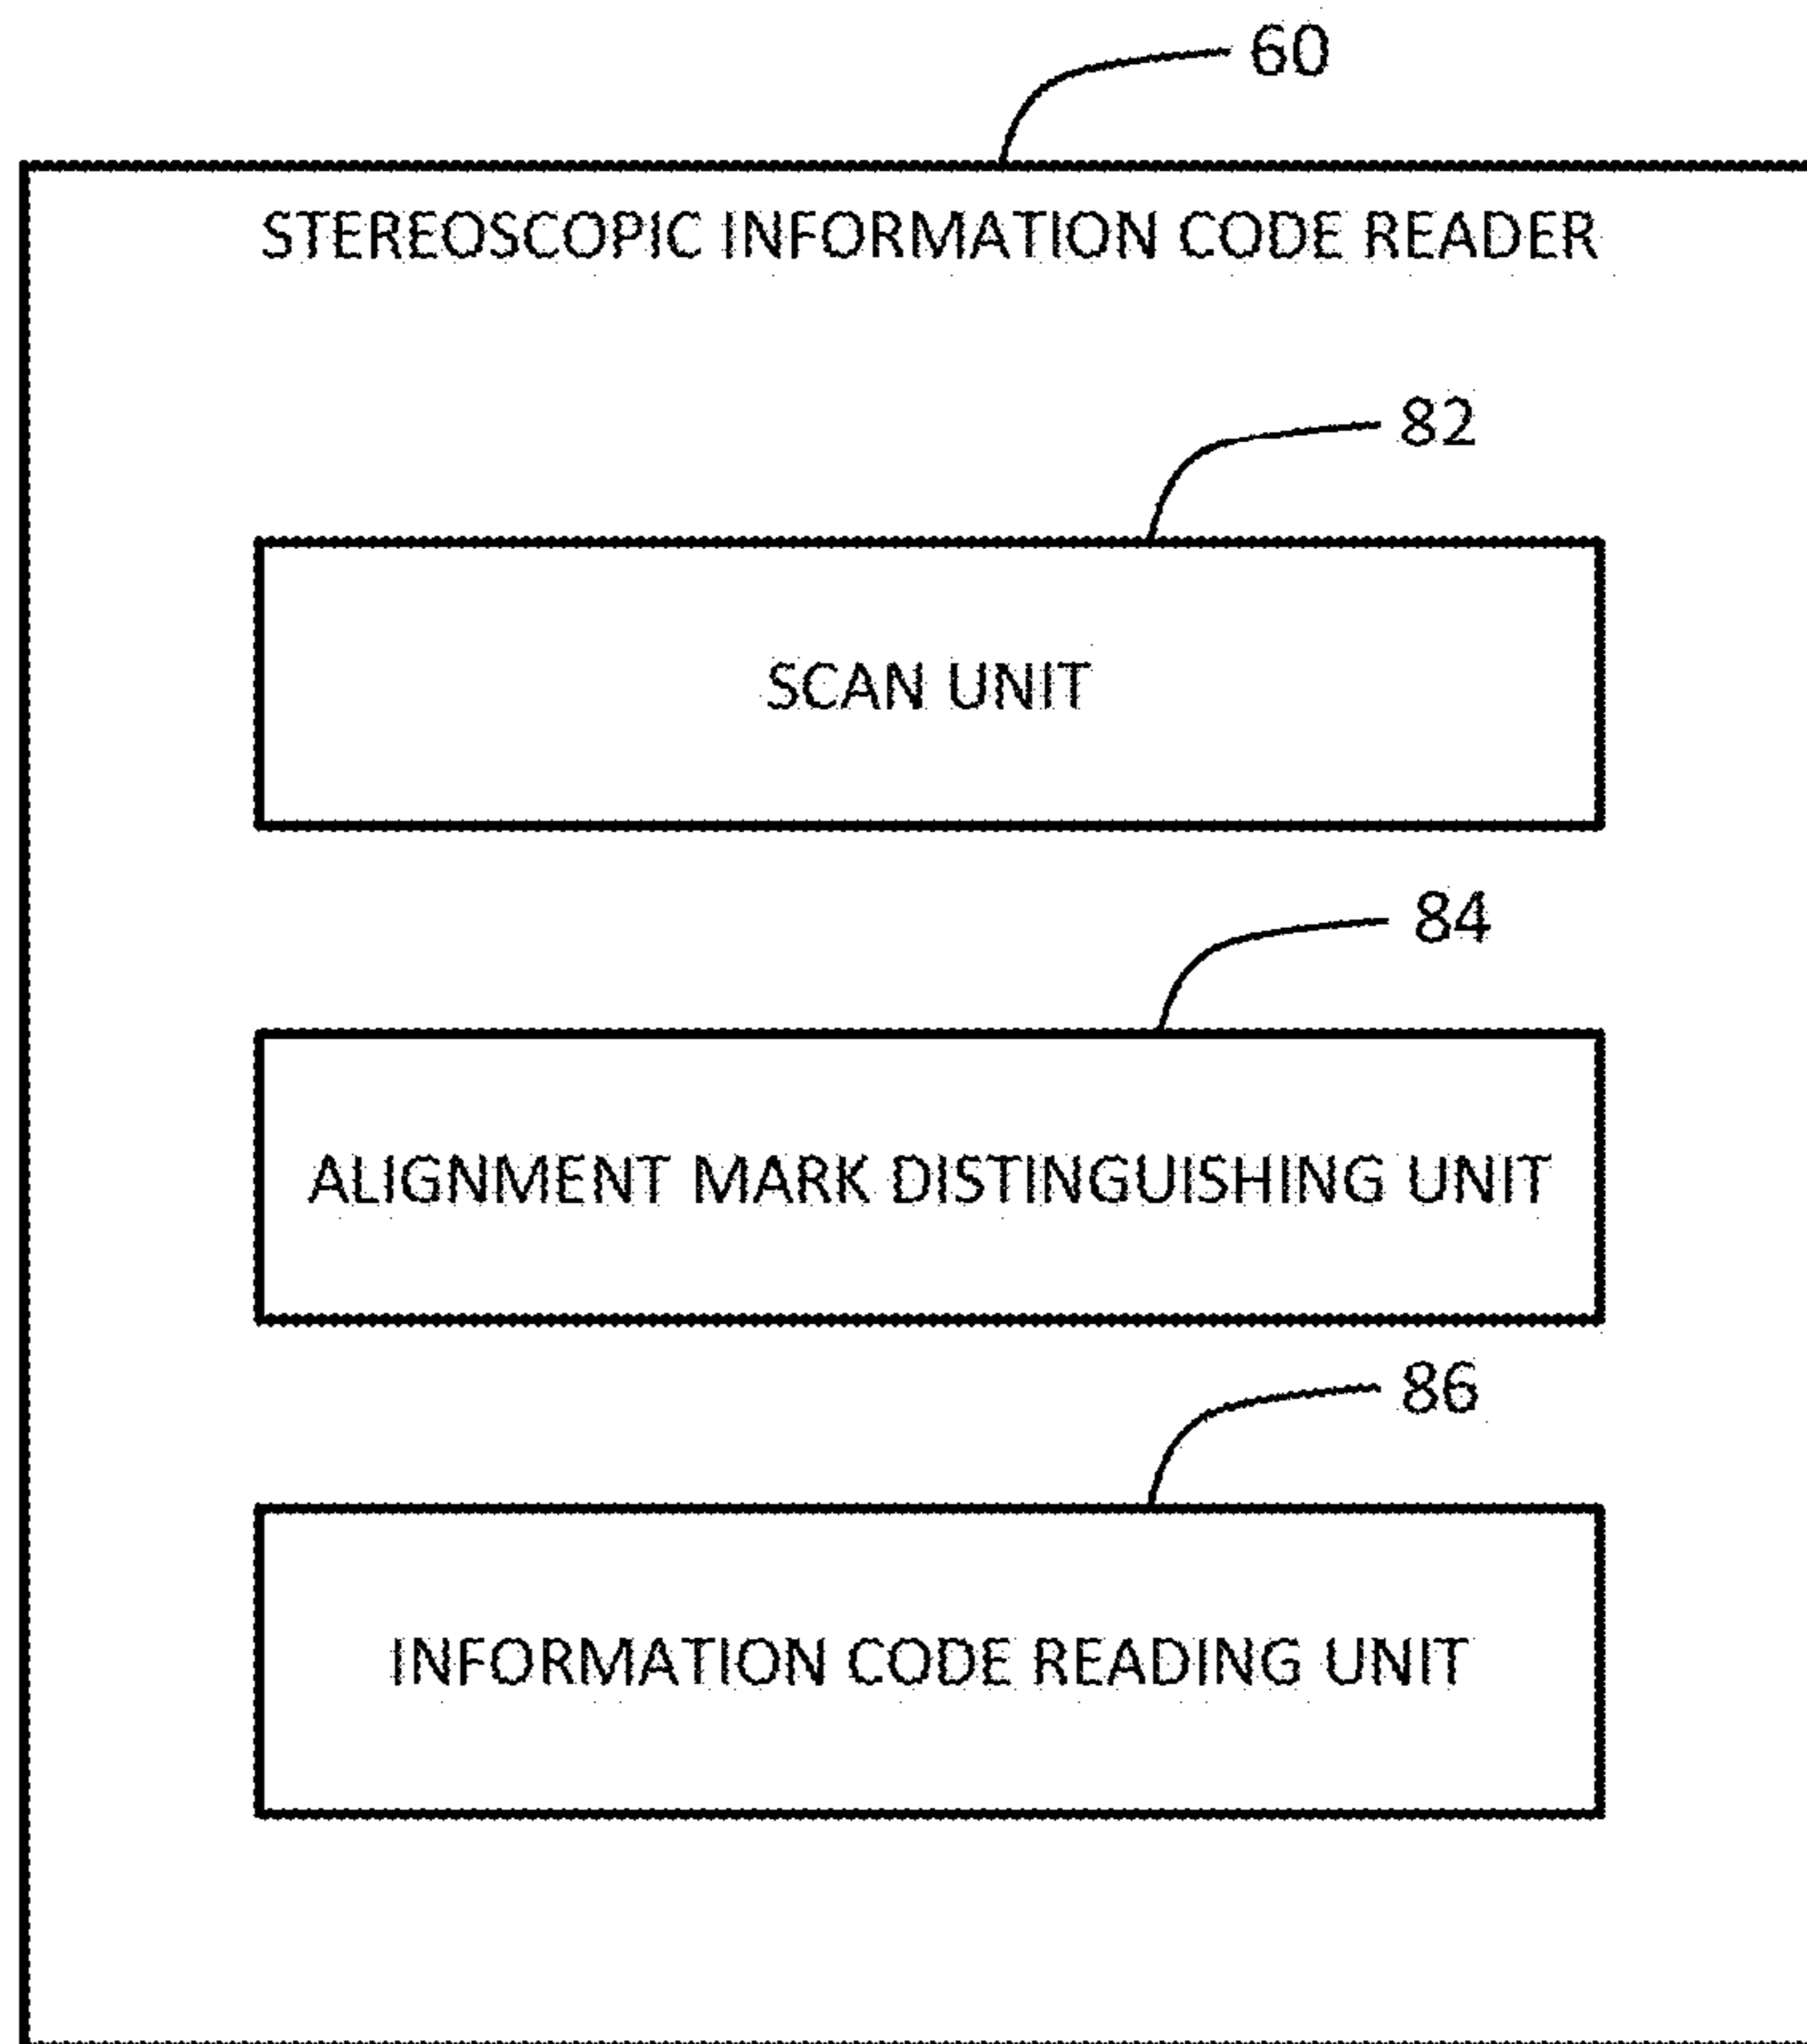 60
STEREOSCOPIC INFORMATION CODE READER
82
SCAN UNIT
84
ALIGNMENT MARK DISTINGUISHING UNIT
86
INFORMATION CODE READING UNIT